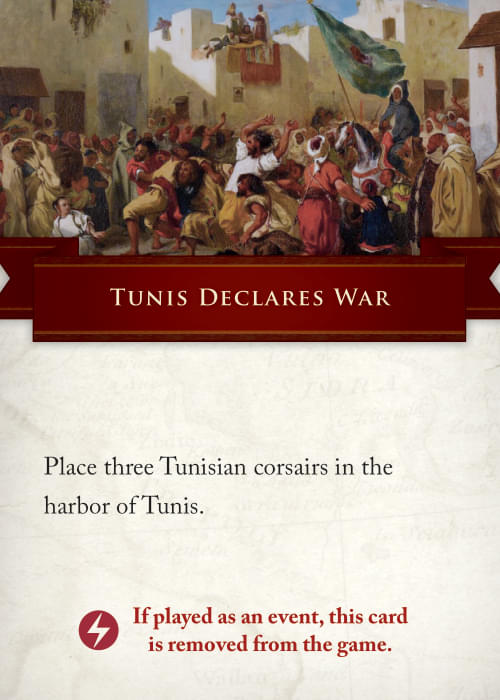 Tunis Declares War
Place three Tunisian corsairs in the
harbor of Tunis.
If played as an event, this card
is removed from the game.